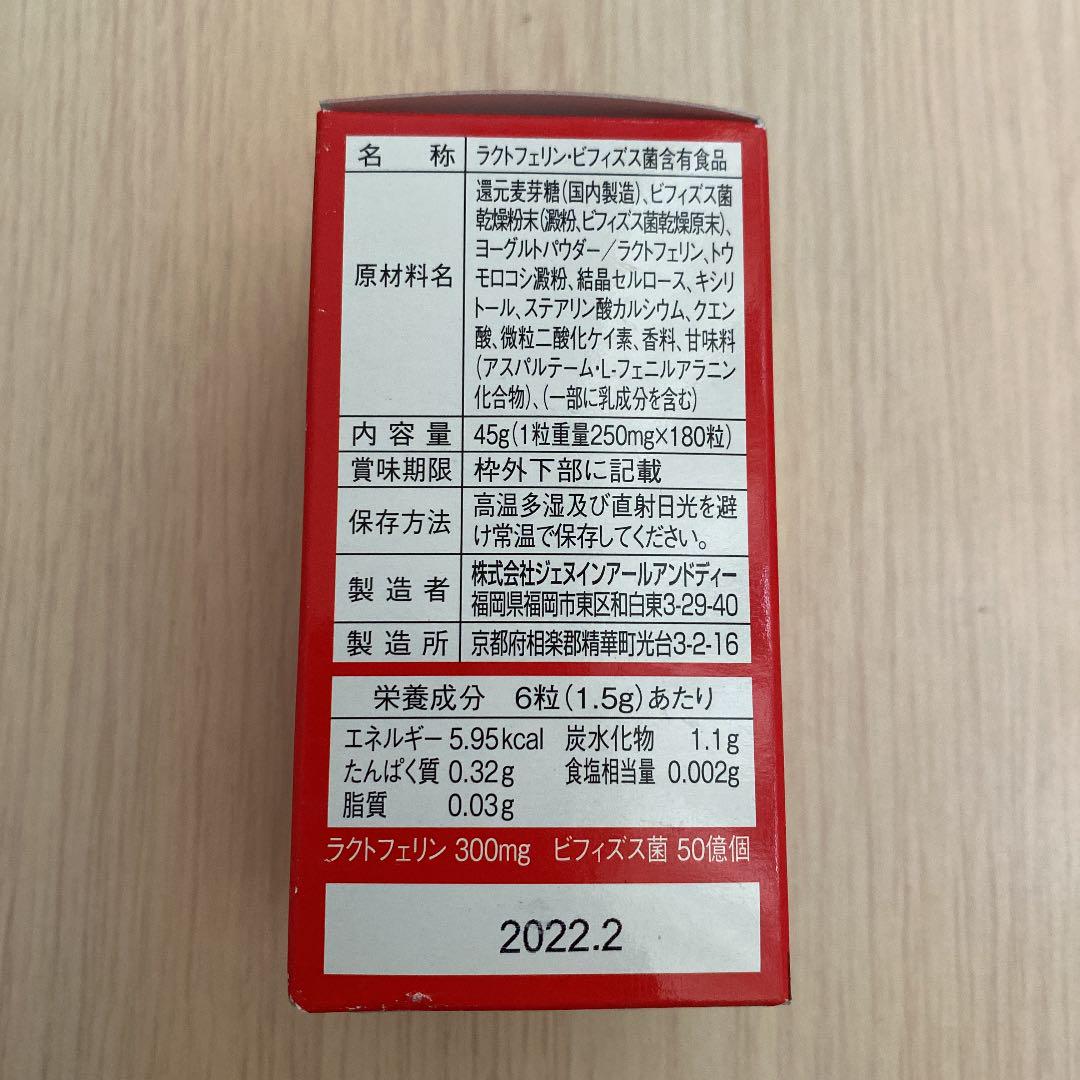 名称 ラクトフェリン・ビフィズス菌含有食品
原材料名
還元麦芽糖(国内製造)、ビフィズス菌
乾燥粉末(澱粉、ビフィズス菌乾燥原末)、
ヨーグルトパウダー/ラクトフェリン、トウ
モロコシ澱粉、結晶セルロース、キシリ
トール、ステアリン酸カルシウム、クエン
酸、微粒二酸化ケイ素、香料、甘味料
(アスパルテーム・L-フェニルアラニン
化合物)、(一部に乳成分を含む)
内容量 45g(1粒重量250mg×180粒)
賞味期限 枠外下部に記載
保存方法
高温多湿及び直射日光を避
け常温で保存してください。
製造者
株式会社ジェヌインアールアンドディー
福岡県福岡市東区和白東3-29-40
製造所 京都府相楽郡精華町光台3-2-16
栄養成分 6粒(1.5g)あたり
エネルギー 5.95kcal 炭水化物 1.1g
たんぱく質 0.32g 食塩相当量 0.002g
脂質 0.03g
ラクトフェリン 300mg ビフィズス菌 50億個
2022.2